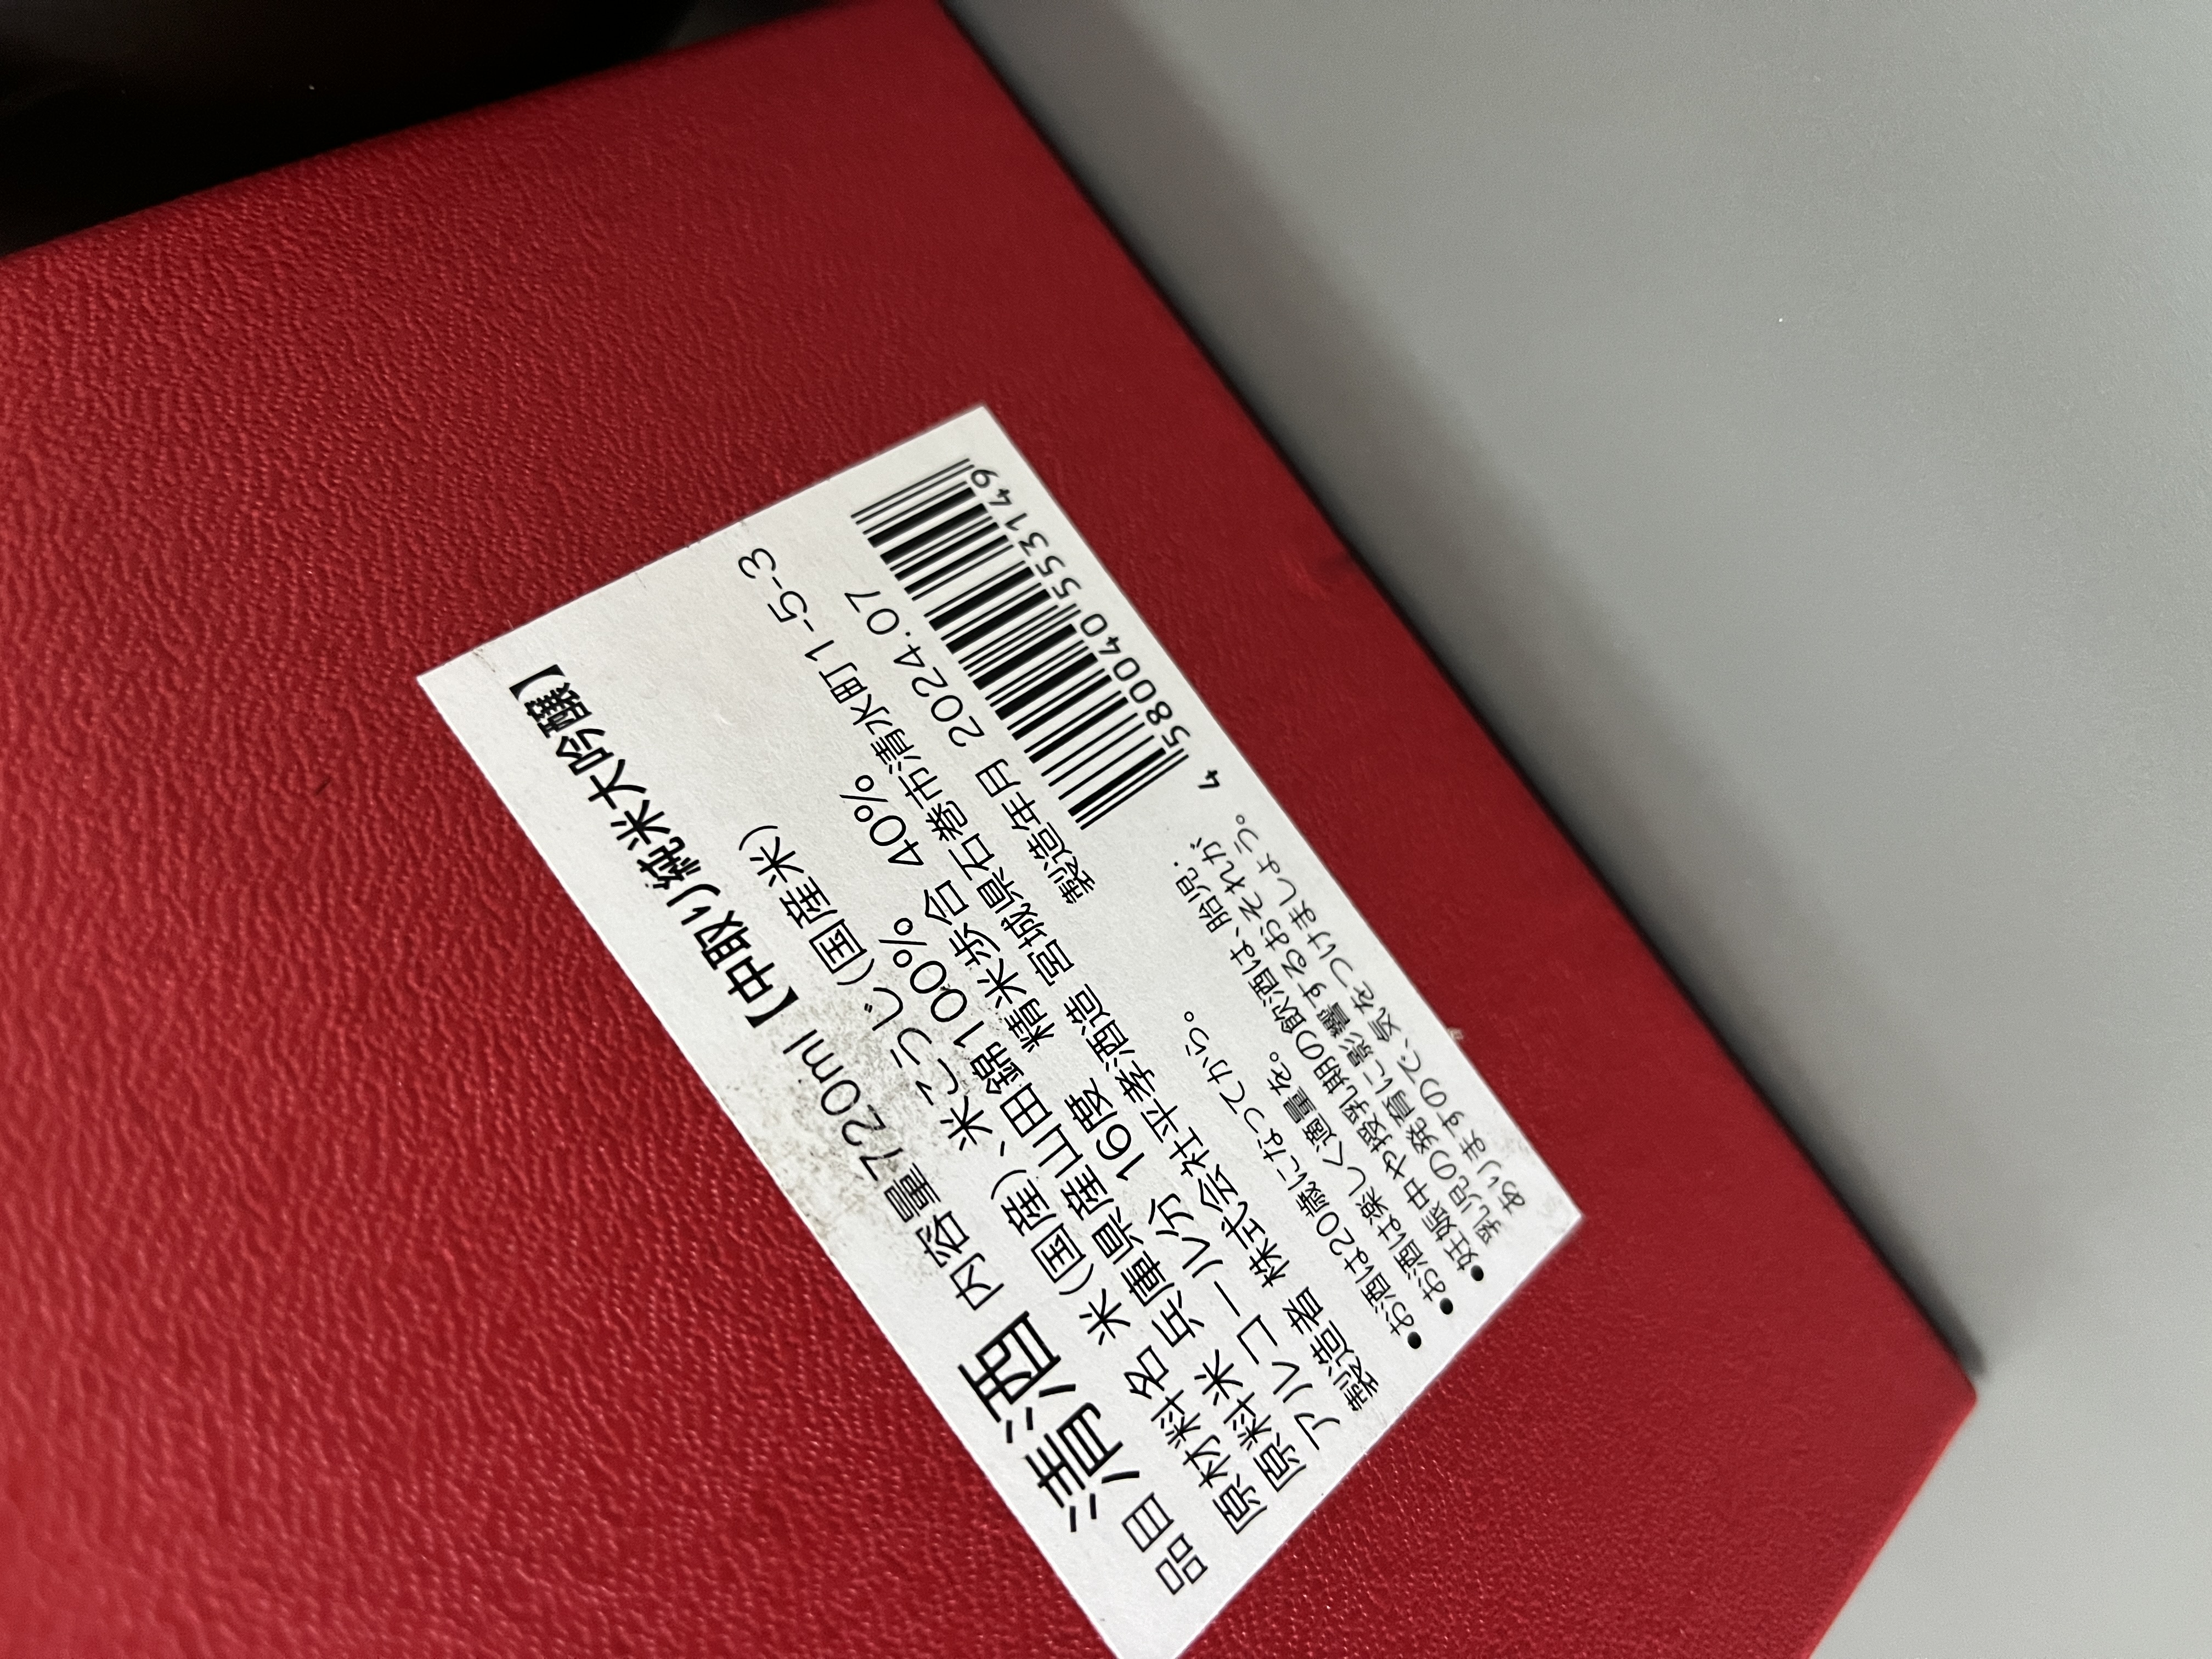 品目 清酒 内容量720ml【中取り純米大吟醸】
原材料名 米(国産)、米こうじ(国産米)
原料米 兵庫県産山田錦100% 精米歩合 40%
アルコール分 16度
製造者 株式会社平孝酒造 宮城県石巻市清水町1-5-3
製造年月 2024.07
•お酒は20歳になってから。
•お酒は楽しく適量を。
•妊娠中や授乳期の飲酒は、胎児・
乳児の発育に影響するおそれが
ありますので、気をつけましょう。
4 580040 553149